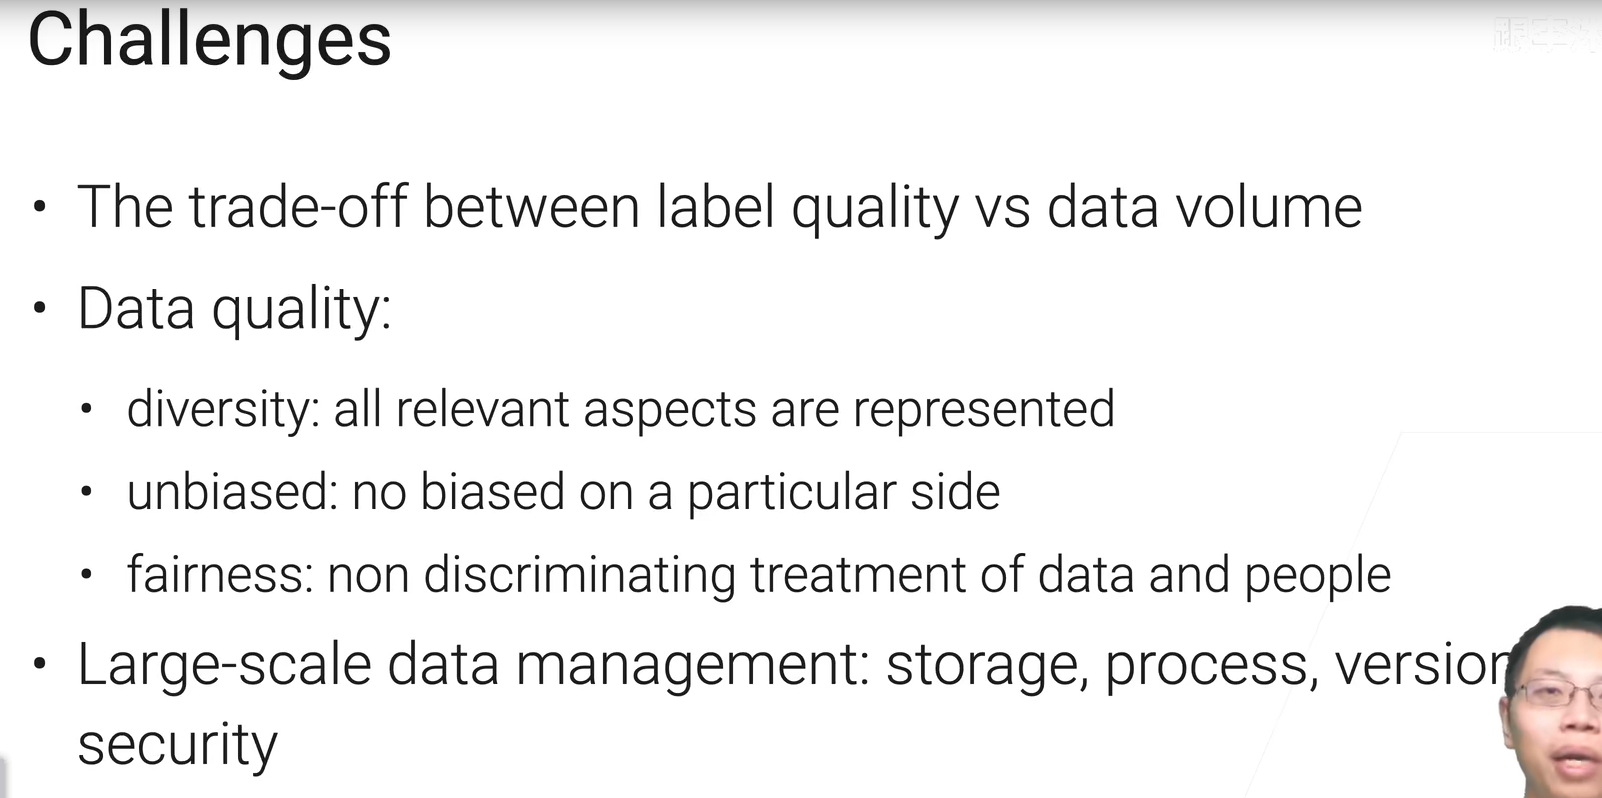 Challenges
• The trade-off between label quality vs data volume
• Data quality:
• diversity: all relevant aspects are represented
• unbiased: no biased on a particular side
• fairness: non discriminating treatment of data and people
• Large-scale data management: storage, process, version
security